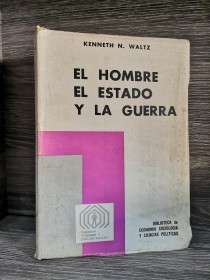 KENNETH N. WALTZ
EL HOMBRE
EL ESTADO
Y LA GUERRA
BIBLIOTECA de
ECONOMIA SOCIOLOGIA
Y CIENCIAS POLITICAS